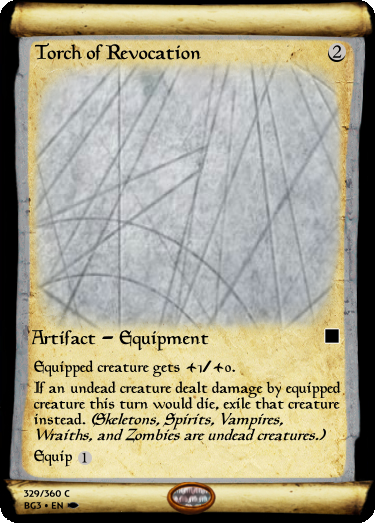 Torch of Revocation 2
Artifact – Equipment
Equipped creature gets +1/+0.
If an undead creature dealt damage by equipped
creature this turn would die, exile that creature
instead. (Skeletons, Spirits, Vampires,
Wraiths, and Zombies are undead creatures.)
Equip 1
329/360 C
BG3 • EN